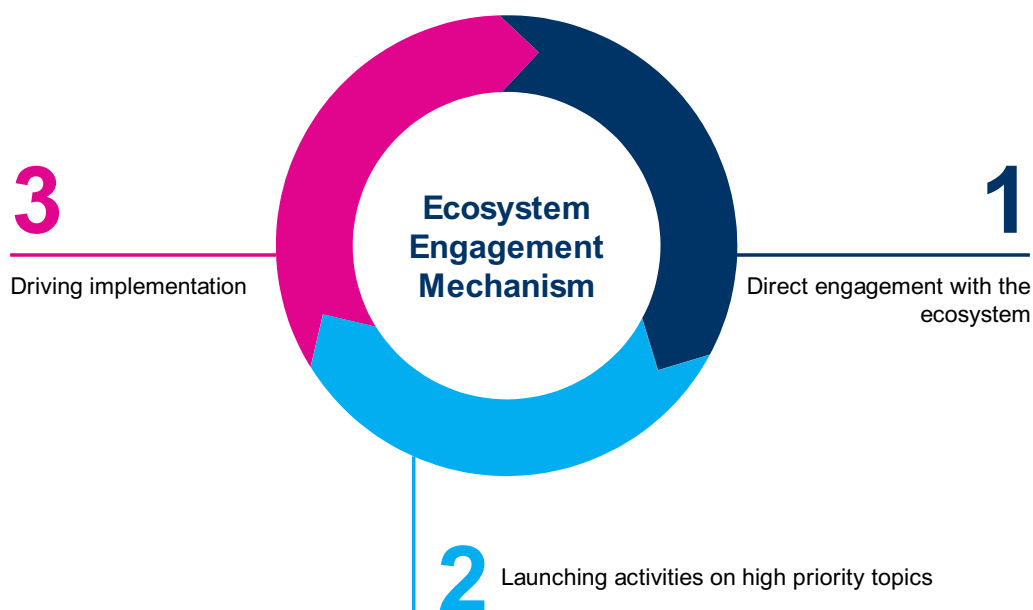 Ecosystem
Engagement
Mechanism
1
Direct engagement with the
ecosystem
2
Launching activities on high priority topics
3
Driving implementation